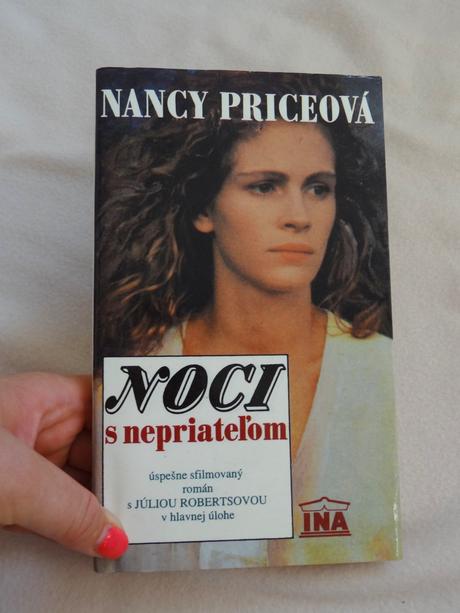 NANCY PRICEOVÁ
NOCI
s nepriateľom
úspešne sfilmovaný
román
s JÚLIOU ROBERTSOVOU
v hlavnej úlohe
INA